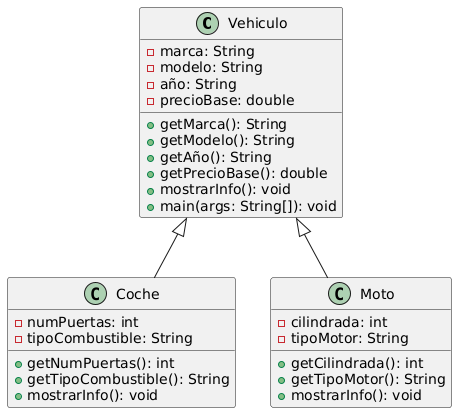 C Vehiculo
marca: String
modelo: String
año: String
precioBase: double
getMarca(): String
getModelo(): String
getAño(): String
getPrecioBase(): double
mostrarInfo(): void
main(args: String[]): void
C Coche
numPuertas: int
tipoCombustible: String
getNumPuertas(): int
getTipoCombustible(): String
mostrarInfo(): void
C Moto
cilindrada: int
tipoMotor: String
getCilindrada(): int
getTipoMotor(): String
mostrarInfo(): void